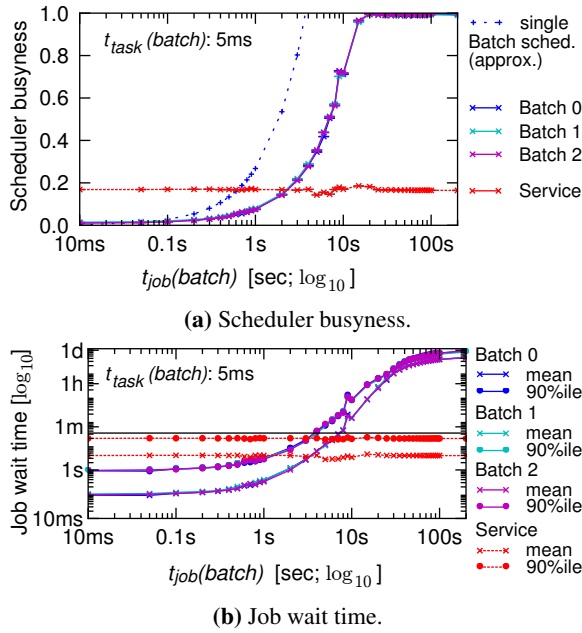 Scheduler busyness
1.0
0.8
0.6
0.4
0.2
0.0
t_task (batch): 5ms
10ms 0.1s 1s 10s 100s
t_job(batch) [sec; log10]
single
Batch sched.
(approx.)
Batch 0
Batch 1
Batch 2
Service
(a) Scheduler busyness.
Job wait time [log10]
1d
1h
1m
1s
10ms
t_task (batch): 5ms
10ms 0.1s 1s 10s 100s
t_job(batch) [sec; log10]
Batch 0
mean
90%ile
Batch 1
mean
90%ile
Batch 2
mean
90%ile
Service
mean
90%ile
(b) Job wait time.